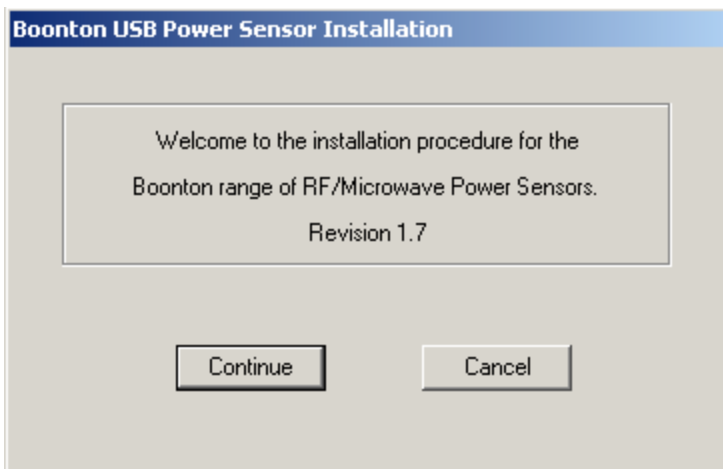 Boonton USB Power Sensor Installation
Welcome to the installation procedure for the
Boonton range of RF/Microwave Power Sensors.
Revision 1.7
Continue
Cancel